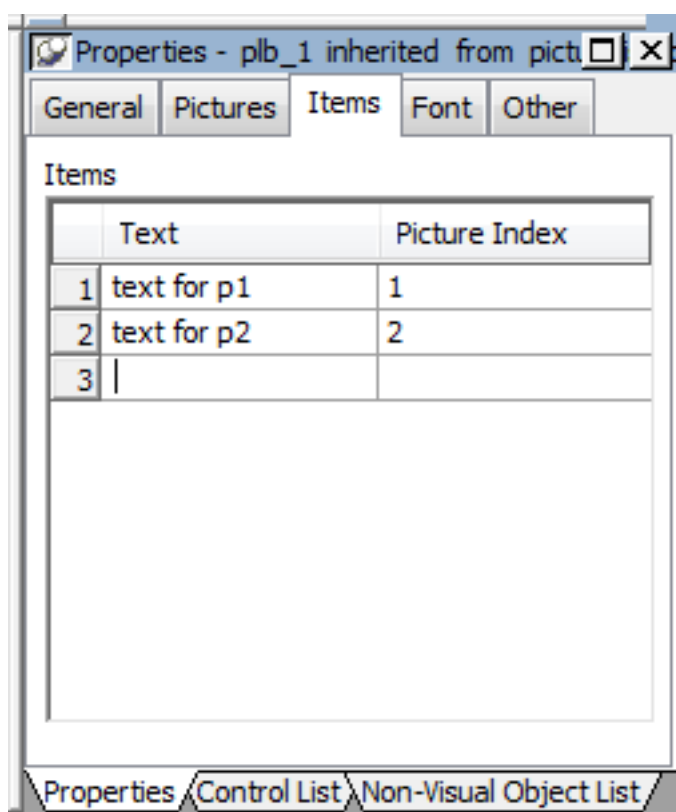 Properties - plb_1 inherited from
General Pictures Items Font Other
Items
Text Picture Index
1 text for p1 1
2 text for p2 2
3
Properties Control List Non-Visual Object List